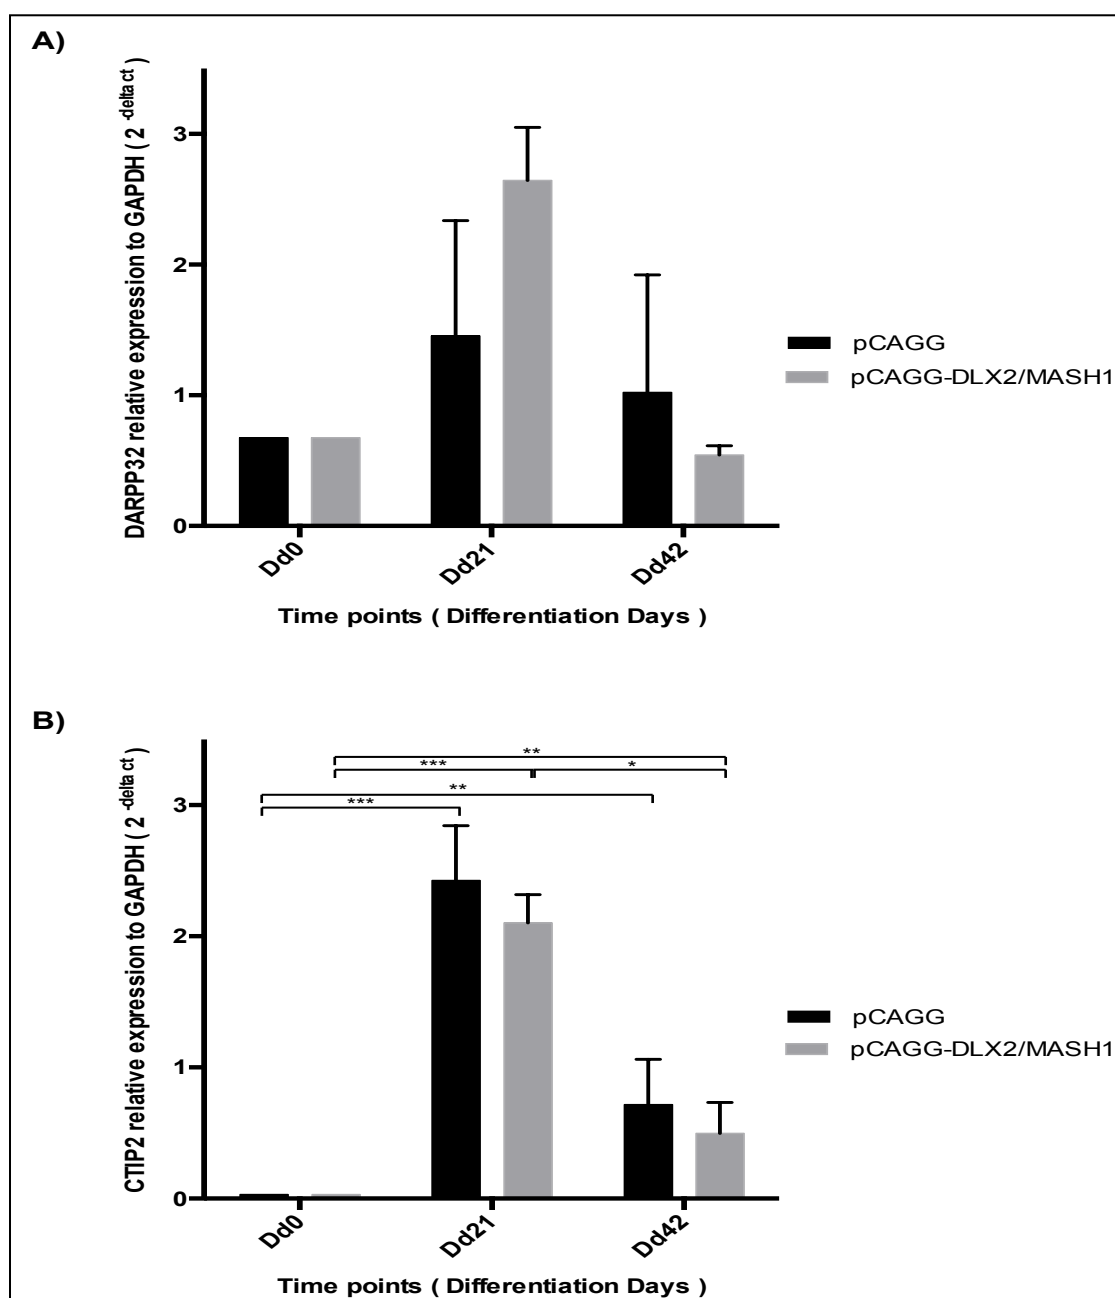 A)
DARPP32 relative expression to GAPDH ( 2 -delta ct )
3
2
1
0
Dd0 Dd21 Dd42
Time points ( Differentiation Days )
pCAGG
pCAGG-DLX2/MASH1
B)
CTIP2 relative expression to GAPDH ( 2 -delta ct )
**
*** *
**
***
3
2
1
0
Dd0 Dd21 Dd42
Time points ( Differentiation Days )
pCAGG
pCAGG-DLX2/MASH1